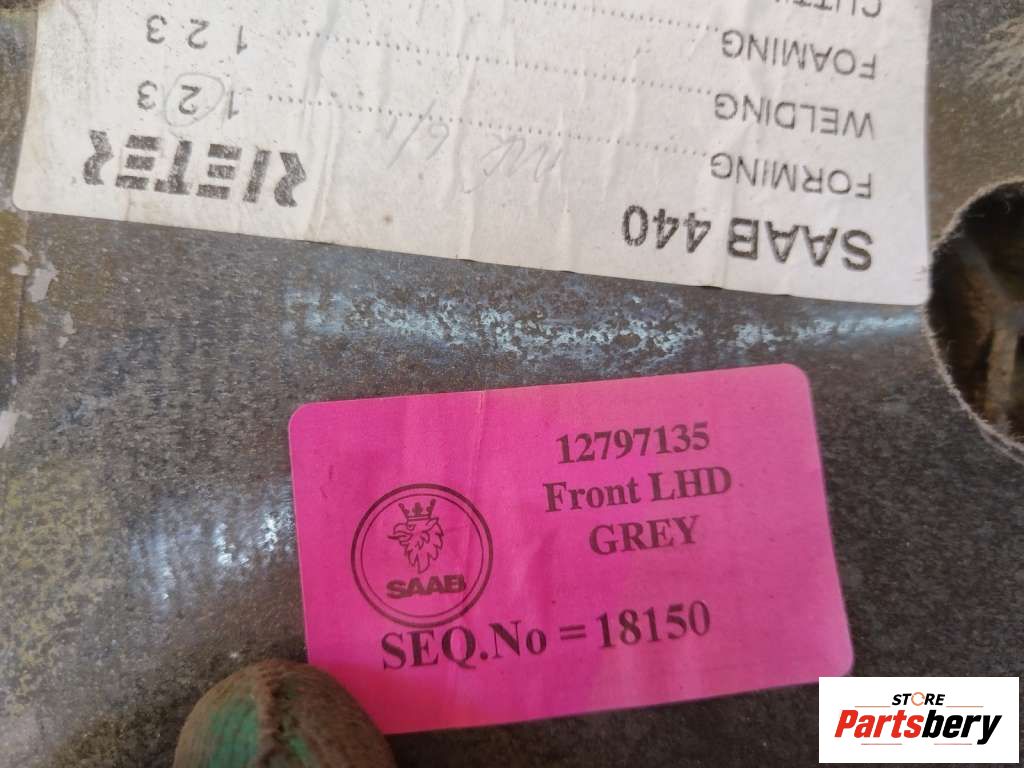 SAAB 440
RIETER
FORMING 1 2 3
WELDING
FOAMING 1 2 3
12797135
Front LHD
GREY
SAAB
SEQ.No = 18150
STORE
Partsbery